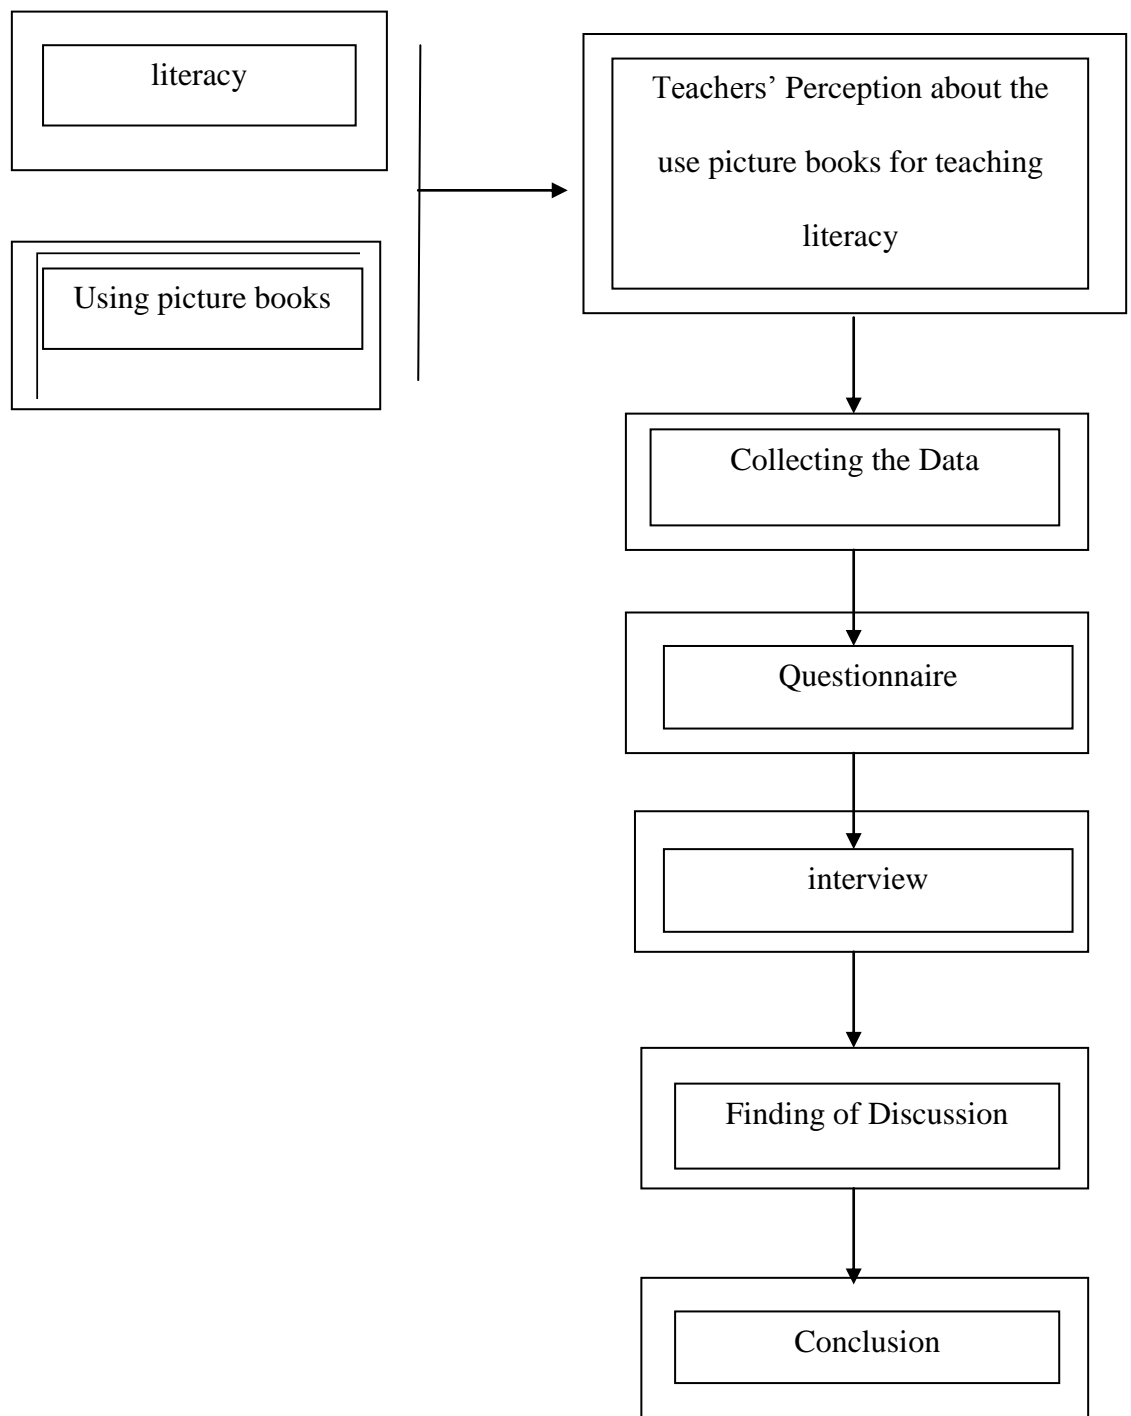 literacy
Using picture books
Teachers’ Perception about the
use picture books for teaching
literacy
Collecting the Data
Questionnaire
interview
Finding of Discussion
Conclusion